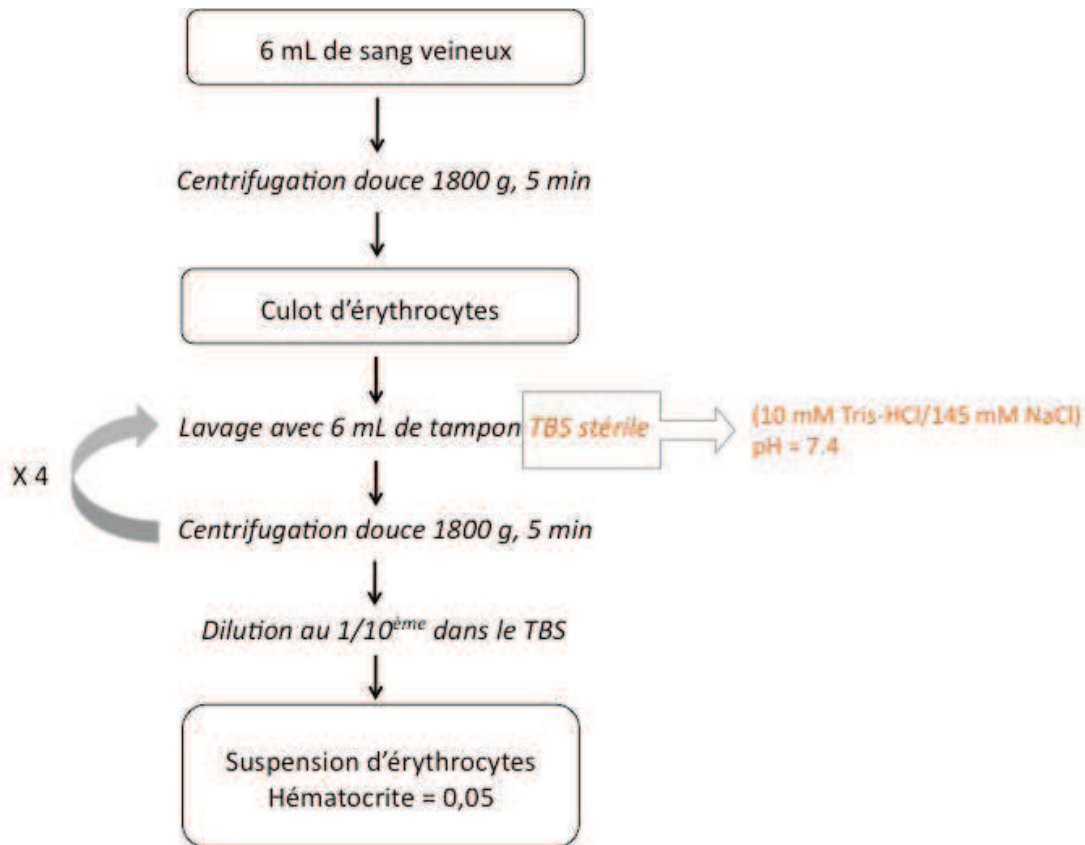 6 mL de sang veineux
Centrifugation douce 1800 g, 5 min
Culot d'érythrocytes
Lavage avec 6 mL de tampon TBS stérile
(10 mM Tris-HCl/145 mM NaCl)
pH = 7.4
X 4
Centrifugation douce 1800 g, 5 min
Dilution au 1/10ème dans le TBS
Suspension d'érythrocytes
Hématocrite = 0,05